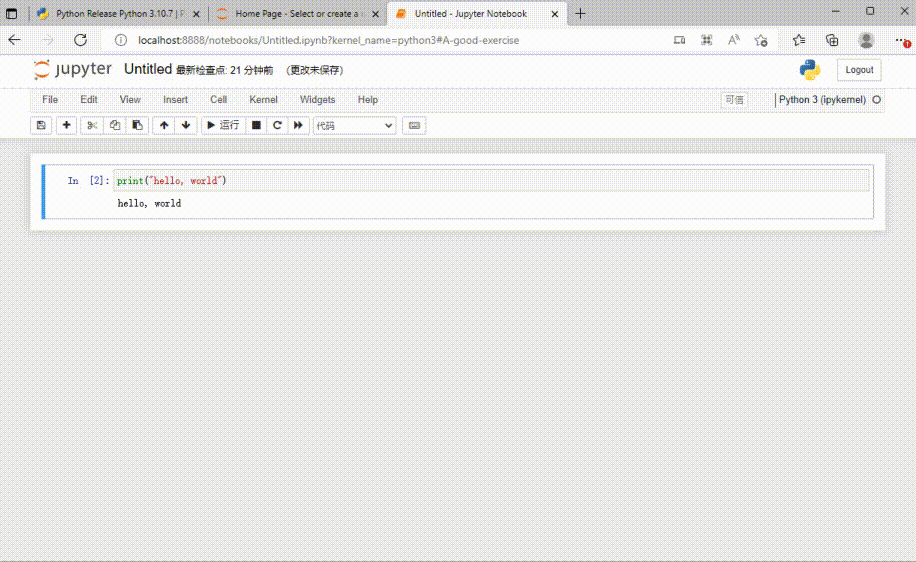 Python Release Python 3.10.7 | P
Home Page - Select or create a n
Untitled - Jupyter Notebook
localhost:8888/notebooks/Untitled.ipynb?kernel_name=python3#A-good-exercise
jupyter Untitled 最新检查点: 21 分钟前 (更改未保存) Logout
File Edit View Insert Cell Kernel Widgets Help 可信 Python 3 (ipykernel)
运行 代码
In [2]: print("hello, world")
hello, world